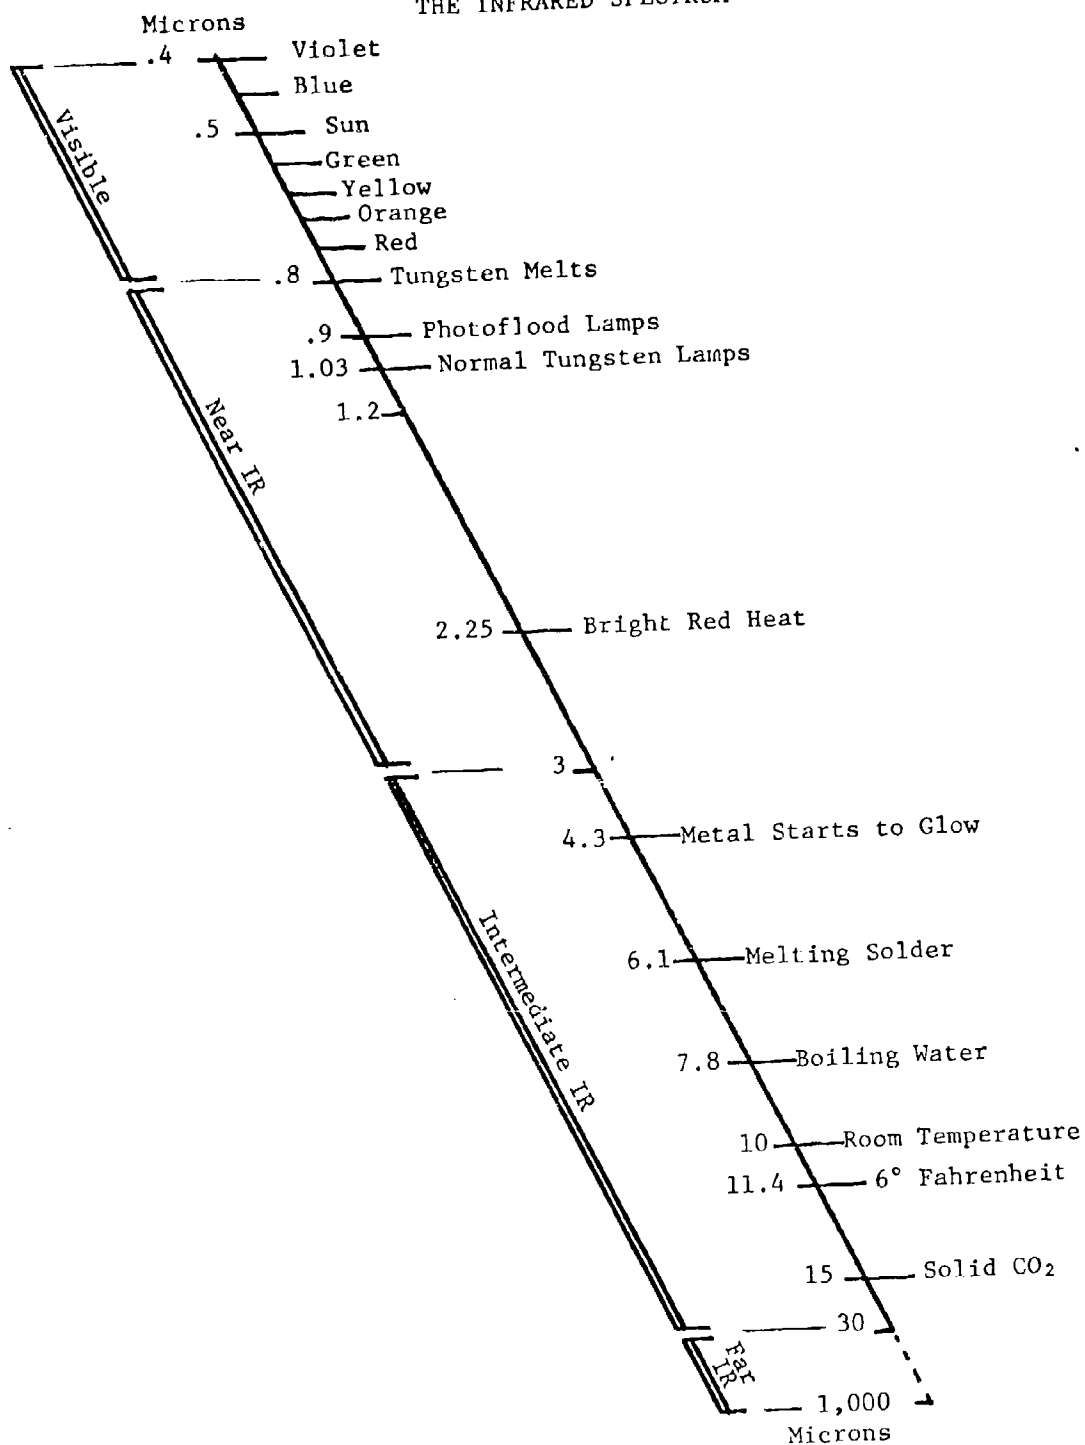 THE INFRARED SPECTRUM
Microns
.4 Violet
Blue
.5 Sun
Green
Yellow
Orange
Red
.8 Tungsten Melts
.9 Photoflood Lamps
1.03 Normal Tungsten Lamps
1.2
2.25 Bright Red Heat
3
4.3 Metal Starts to Glow
6.1 Melting Solder
7.8 Boiling Water
10 Room Temperature
11.4 6° Fahrenheit
15 Solid CO₂
30
1,000
Microns
Visible
Near IR
Intermediate IR
Far
IR